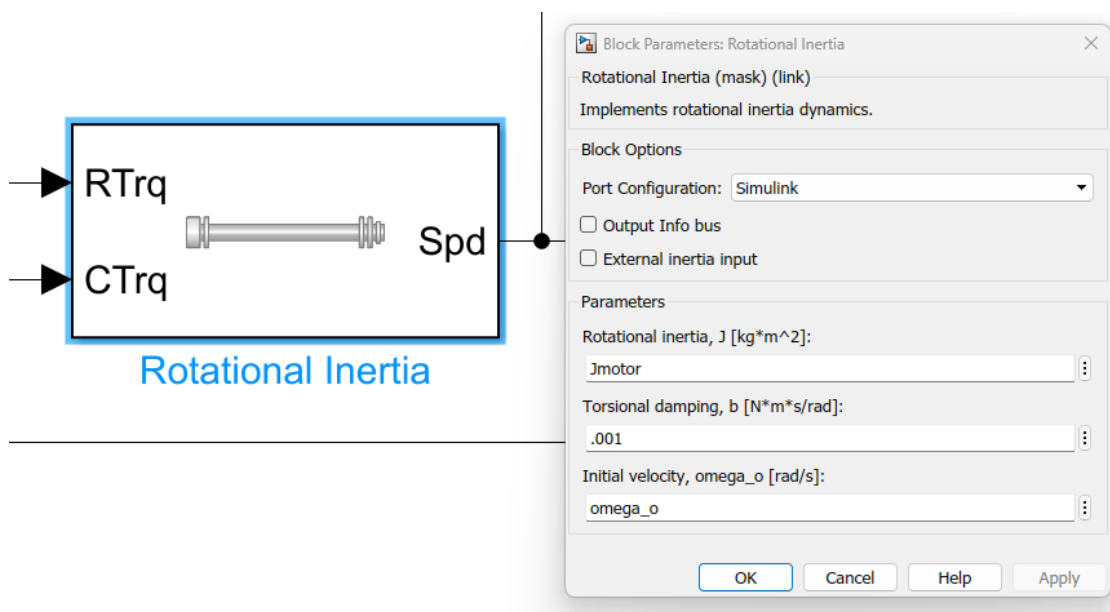 RTrq
CTrq
Spd
Rotational Inertia
Block Parameters: Rotational Inertia
Rotational Inertia (mask) (link)
Implements rotational inertia dynamics.
Block Options
Port Configuration: Simulink
Output Info bus
External inertia input
Parameters
Rotational inertia, J [kg*m^2]:
Jmotor
Torsional damping, b [N*m*s/rad]:
.001
Initial velocity, omega_o [rad/s]:
omega_o
OK Cancel Help Apply